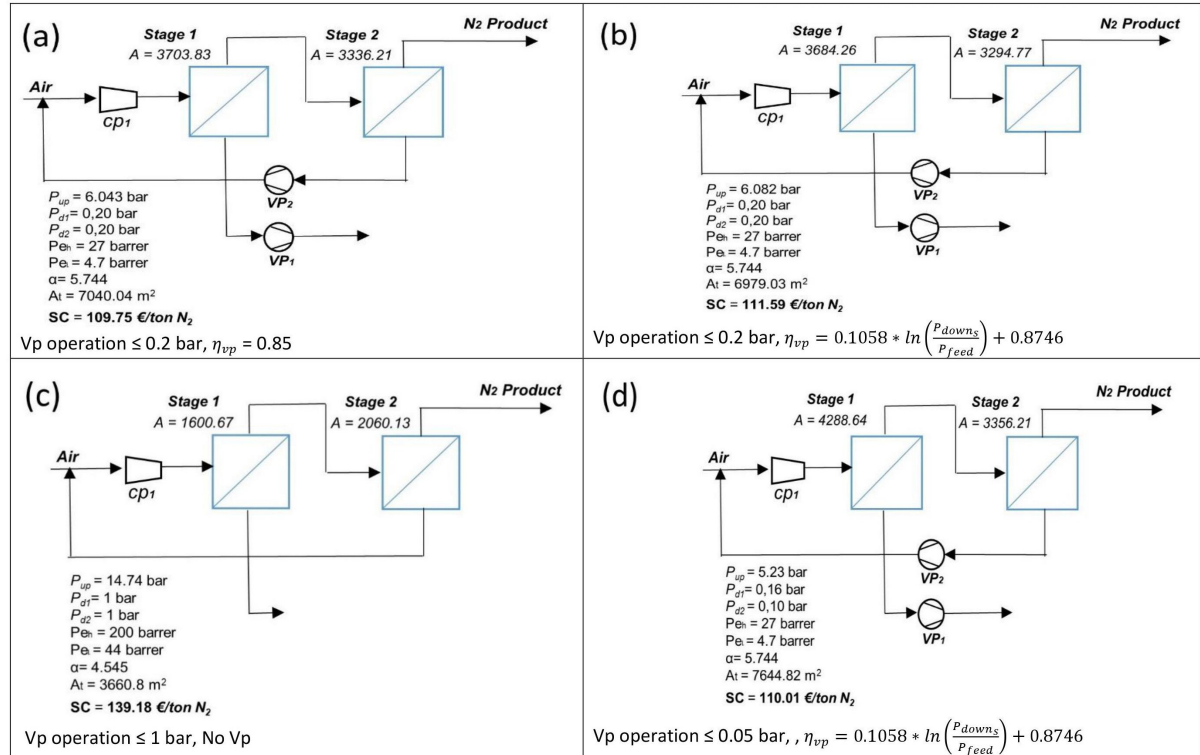 (a)
Stage 1
A = 3703.83
Stage 2
A = 3336.21
N2 Product
Air
cp1
VP2
VP1
Pup = 6.043 bar
Pd1= 0,20 bar
Pd2 = 0,20 bar
Peh = 27 barrer
Pei = 4.7 barrer
α= 5.744
At = 7040.04 m²
SC = 109.75 €/ton N2
Vp operation ≤ 0.2 bar, ηvp = 0.85
(b)
Stage 1
A = 3684.26
Stage 2
A = 3294.77
N2 Product
Air
cp1
VP2
VP1
Pup = 6.082 bar
Pd1= 0,20 bar
Pd2 = 0,20 bar
Peh = 27 barrer
Pei = 4.7 barrer
α= 5.744
At = 6979.03 m²
SC = 111.59 €/ton N2
Vp operation ≤ 0.2 bar, ηvp = 0.1058 * ln(Pdowns/Pfeed) + 0.8746
(c)
Stage 1
A = 1600.67
Stage 2
A = 2060.13
N2 Product
Air
cp1
Pup = 14.74 bar
Pd1= 1 bar
Pd2 = 1 bar
Peh = 200 barrer
Pei = 44 barrer
α= 4.545
At = 3660.8 m²
SC = 139.18 €/ton N2
Vp operation ≤ 1 bar, No Vp
(d)
Stage 1
A = 4288.64
Stage 2
A = 3356.21
N2 Product
Air
cp1
VP2
VP1
Pup = 5.23 bar
Pd1= 0,16 bar
Pd2 = 0,10 bar
Peh = 27 barrer
Pei = 4.7 barrer
α= 5.744
At = 7644.82 m²
SC = 110.01 €/ton N2
Vp operation ≤ 0.05 bar, , ηvp = 0.1058 * ln(Pdowns/Pfeed) + 0.8746